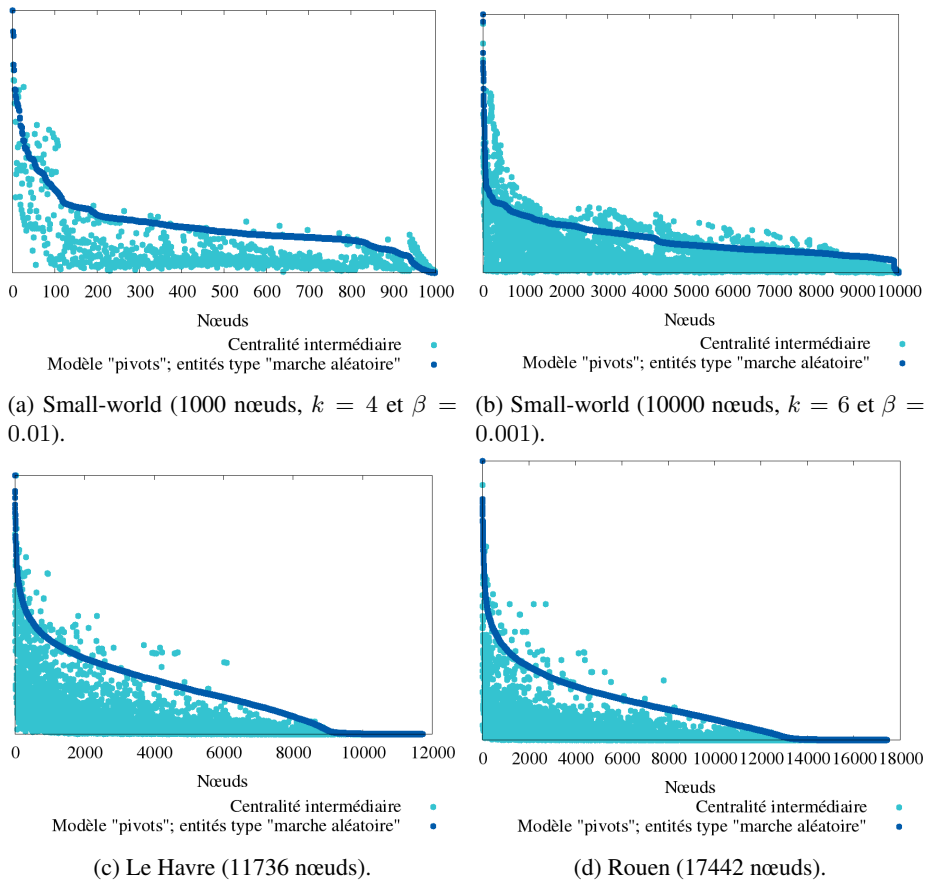 0 100 200 300 400 500 600 700 800 900 1000
Nœuds
Centralité intermédiaire
Modèle "pivots"; entités type "marche aléatoire"
(a) Small-world (1000 nœuds, k = 4 et β =
0.01).
0 1000 2000 3000 4000 5000 6000 7000 8000 9000 10000
Nœuds
Centralité intermédiaire
Modèle "pivots"; entités type "marche aléatoire"
(b) Small-world (10000 nœuds, k = 6 et β =
0.001).
0 2000 4000 6000 8000 10000 12000
Nœuds
Centralité intermédiaire
Modèle "pivots"; entités type "marche aléatoire"
(c) Le Havre (11736 nœuds).
0 2000 4000 6000 8000 10000 12000 14000 16000 18000
Nœuds
Centralité intermédiaire
Modèle "pivots"; entités type "marche aléatoire"
(d) Rouen (17442 nœuds).